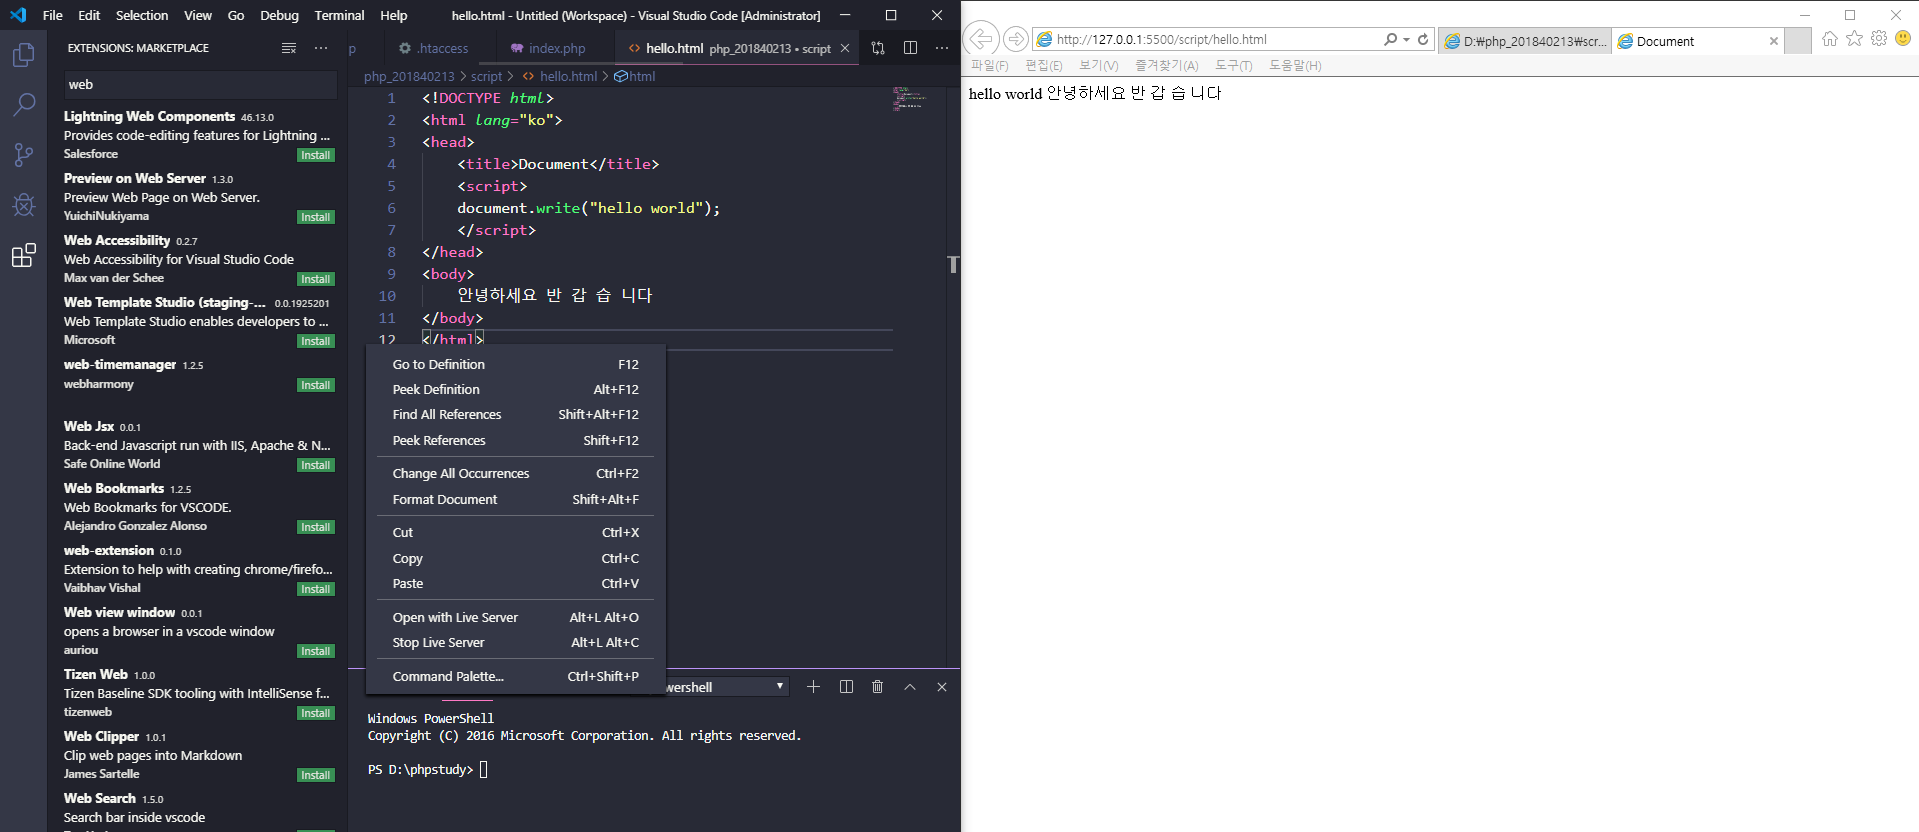 File Edit Selection View Go Debug Terminal Help hello.html - Untitled (Workspace) - Visual Studio Code [Administrator]
EXTENSIONS: MARKETPLACE
web
Lightning Web Components 46.13.0
Provides code-editing features for Lightning ...
Salesforce Install
Preview on Web Server 1.3.0
Preview Web Page on Web Server.
YuichiNukiyama Install
Web Accessibility 0.2.7
Web Accessibility for Visual Studio Code
Max van der Schee Install
Web Template Studio (staging-... 0.0.1925201
Web Template Studio enables developers to ...
Microsoft Install
web-timemanager 1.2.5
webharmony Install
Web Jsx 0.0.1
Back-end Javascript run with IIS, Apache & N...
Safe Online World Install
Web Bookmarks 1.2.5
Web Bookmarks for VSCODE.
Alejandro Gonzalez Alonso Install
web-extension 0.1.0
Extension to help with creating chrome/firefo...
Vaibhav Vishal Install
Web view window 0.0.1
opens a browser in a vscode window
auriou Install
Tizen Web 1.0.0
Tizen Baseline SDK tooling with IntelliSense f...
tizenweb Install
Web Clipper 1.0.1
Clip web pages into Markdown
James Sartelle Install
Web Search 1.5.0
Search bar inside vscode
p .htaccess index.php hello.html php_201840213 • script
php_201840213 > script > hello.html > html
1 <!DOCTYPE html>
2 <html lang="ko">
3 <head>
4 <title>Document</title>
5 <script>
6 document.write("hello world");
7 </script>
8 </head>
9 <body>
10 안녕하세요 반 갑 습 니다
11 </body>
12 </html>
Go to Definition F12
Peek Definition Alt+F12
Find All References Shift+Alt+F12
Peek References Shift+F12
Change All Occurrences Ctrl+F2
Format Document Shift+Alt+F
Cut Ctrl+X
Copy Ctrl+C
Paste Ctrl+V
Open with Live Server Alt+L Alt+O
Stop Live Server Alt+L Alt+C
Command Palette... Ctrl+Shift+P
wershell
Windows PowerShell
Copyright (C) 2016 Microsoft Corporation. All rights reserved.
PS D:\phpstudy>
http://127.0.0.1:5500/script/hello.html D:₩php_201840213₩scr... Document
파일(F) 편집(E) 보기(V) 즐겨찾기(A) 도구(T) 도움말(H)
hello world 안녕하세요 반 갑 습 니다